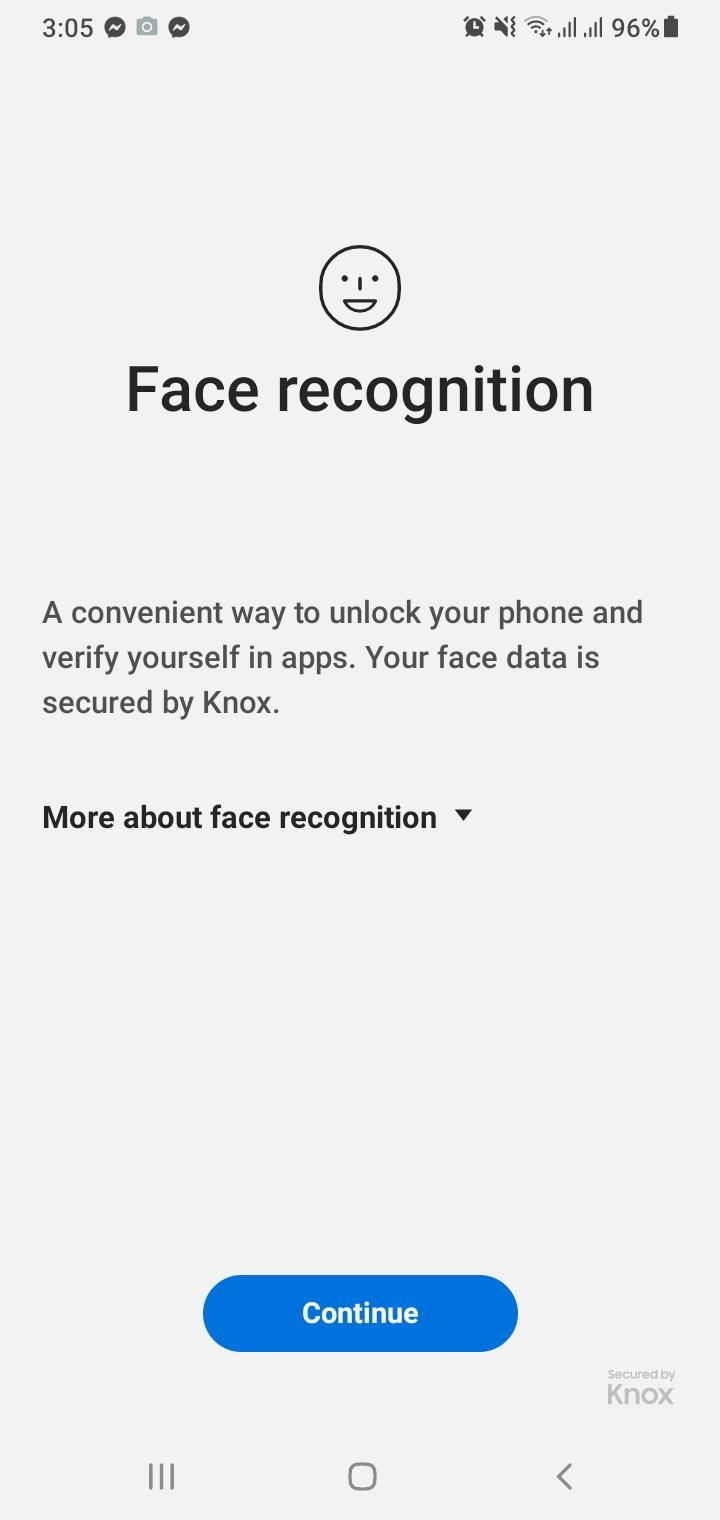 3:05 96%
Face recognition
A convenient way to unlock your phone and
verify yourself in apps. Your face data is
secured by Knox.
More about face recognition
Continue
Secured by
Knox